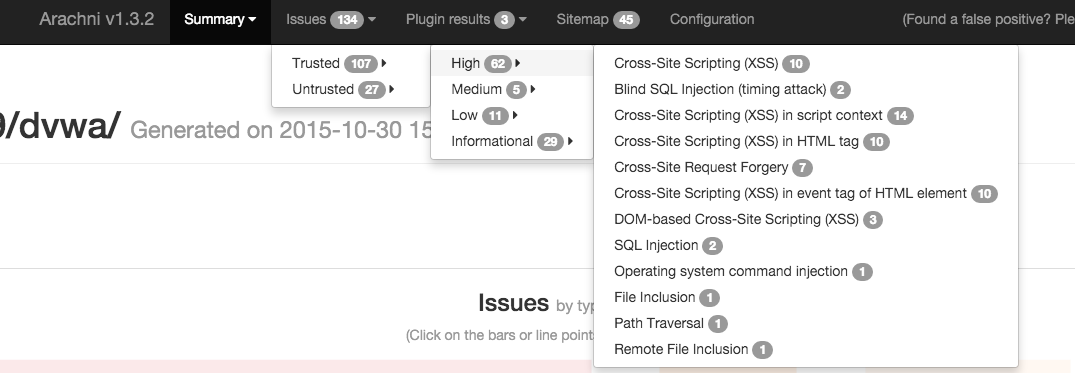 Arachni v1.3.2 Summary Issues 134 Plugin results 3 Sitemap 45 Configuration (Found a false positive? Ple
Trusted 107
Untrusted 27
High 62
Medium 5
Low 11
Informational 29
Cross-Site Scripting (XSS) 10
Blind SQL Injection (timing attack) 2
Cross-Site Scripting (XSS) in script context 14
Cross-Site Scripting (XSS) in HTML tag 10
Cross-Site Request Forgery 7
Cross-Site Scripting (XSS) in event tag of HTML element 10
DOM-based Cross-Site Scripting (XSS) 3
SQL Injection 2
Operating system command injection 1
File Inclusion 1
Path Traversal 1
Remote File Inclusion 1
/dvwa/ Generated on 2015-10-30 15
Issues by typ
(Click on the bars or line point